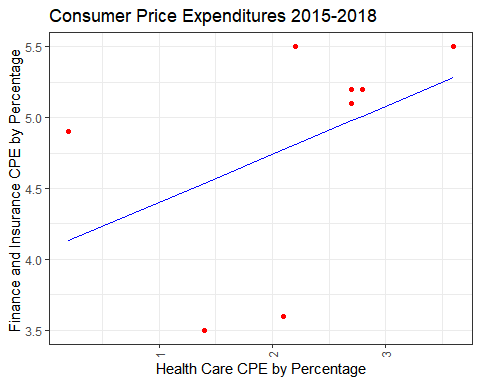 Consumer Price Expenditures 2015-2018
Finance and Insurance CPE by Percentage
5.5
5.0
4.5
4.0
3.5
1
2
3
Health Care CPE by Percentage